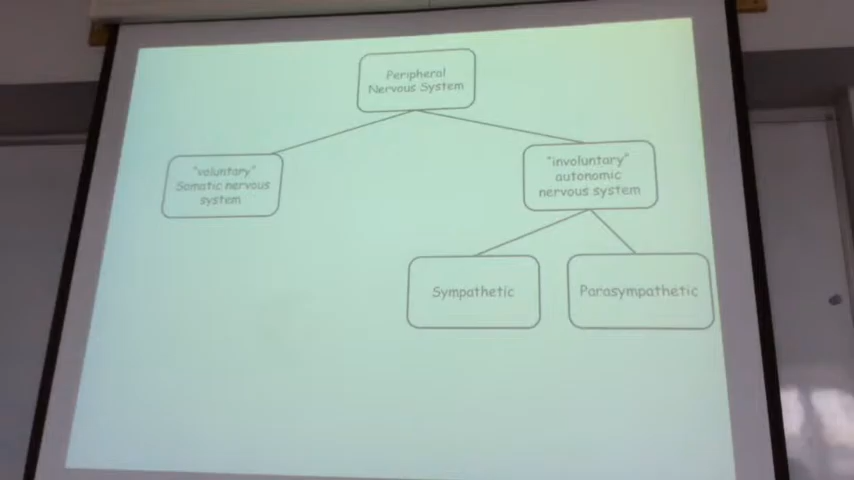 Peripheral
Nervous System
"voluntary"
Somatic nervous
system
"involuntary"
autonomic
nervous system
Sympathetic
Parasympathetic